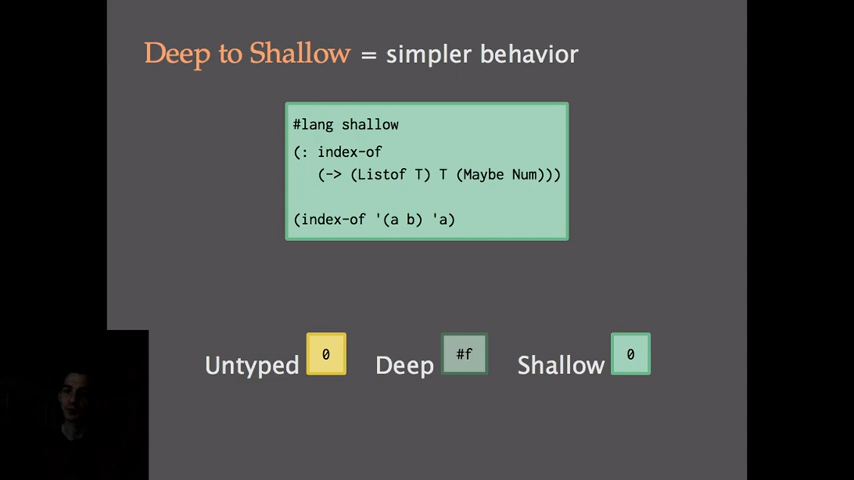 Deep to Shallow = simpler behavior
#lang shallow
(: index-of
(-> (Listof T) T (Maybe Num)))
(index-of '(a b) 'a)
Untyped 0 Deep #f Shallow 0